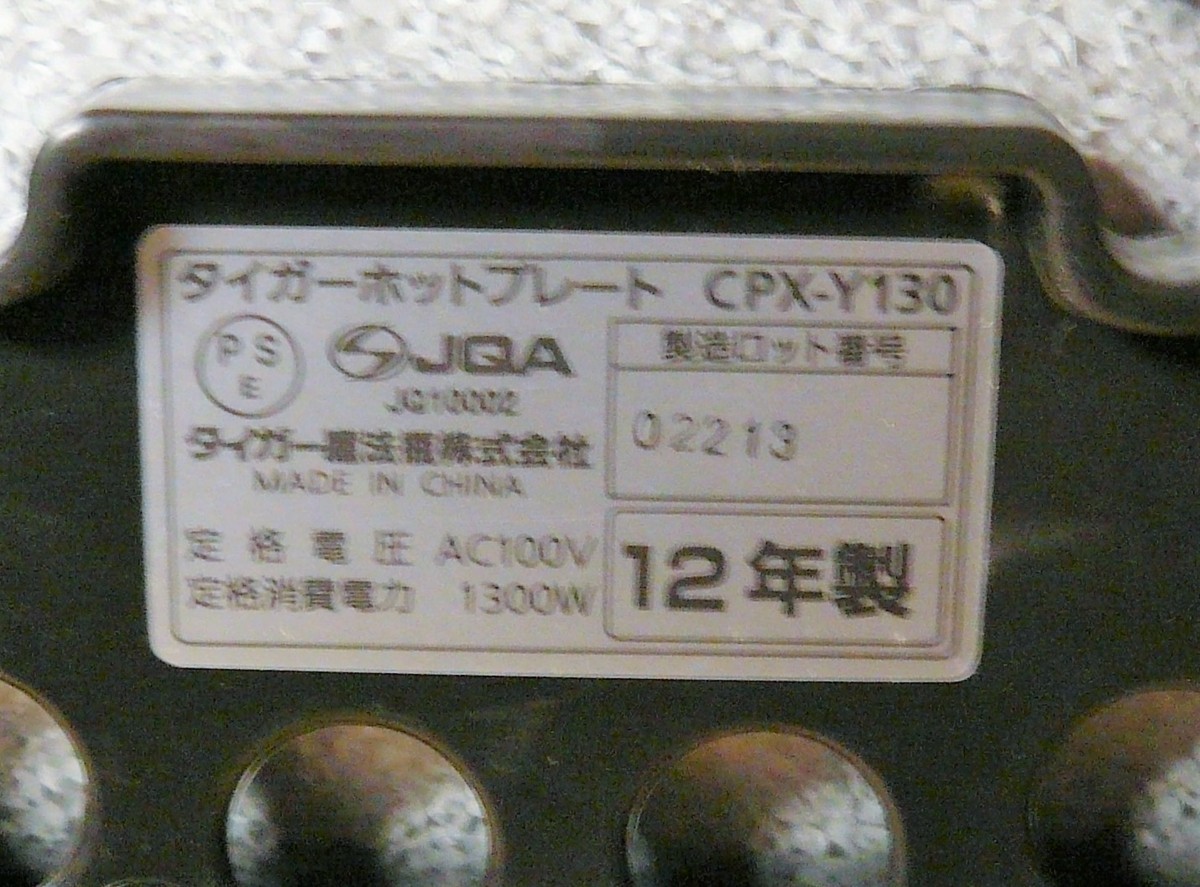 タイガーホットプレート CPX-Y130
PSE
JQA
JQ10002
タイガー魔法瓶株式会社
MADE IN CHINA
定格電圧 AC100V
定格消費電力 1300W
製造ロット番号
02213
12年製